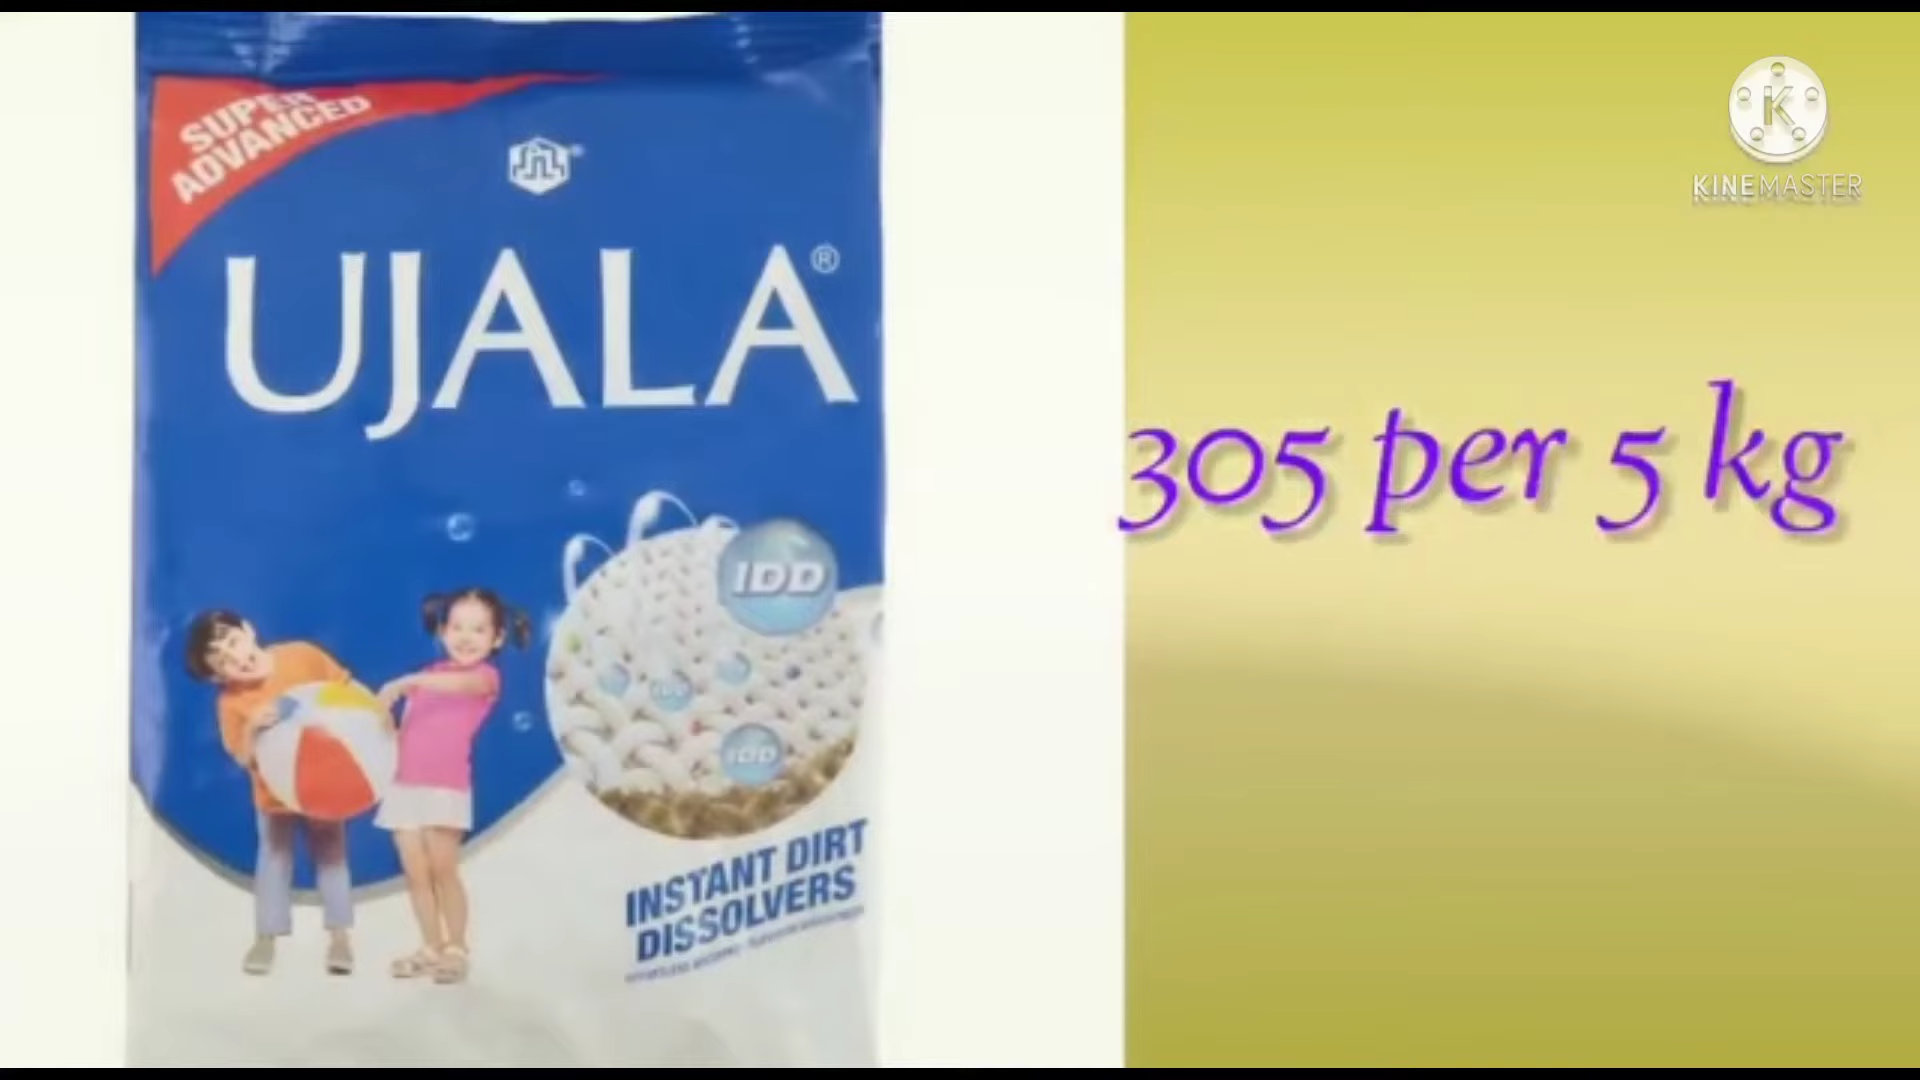 SUPER
ADVANCED
UJALA®
IDD
IDD
IDD
INSTANT DIRT
DISSOLVERS
305 per 5 kg
K
KINEMASTER